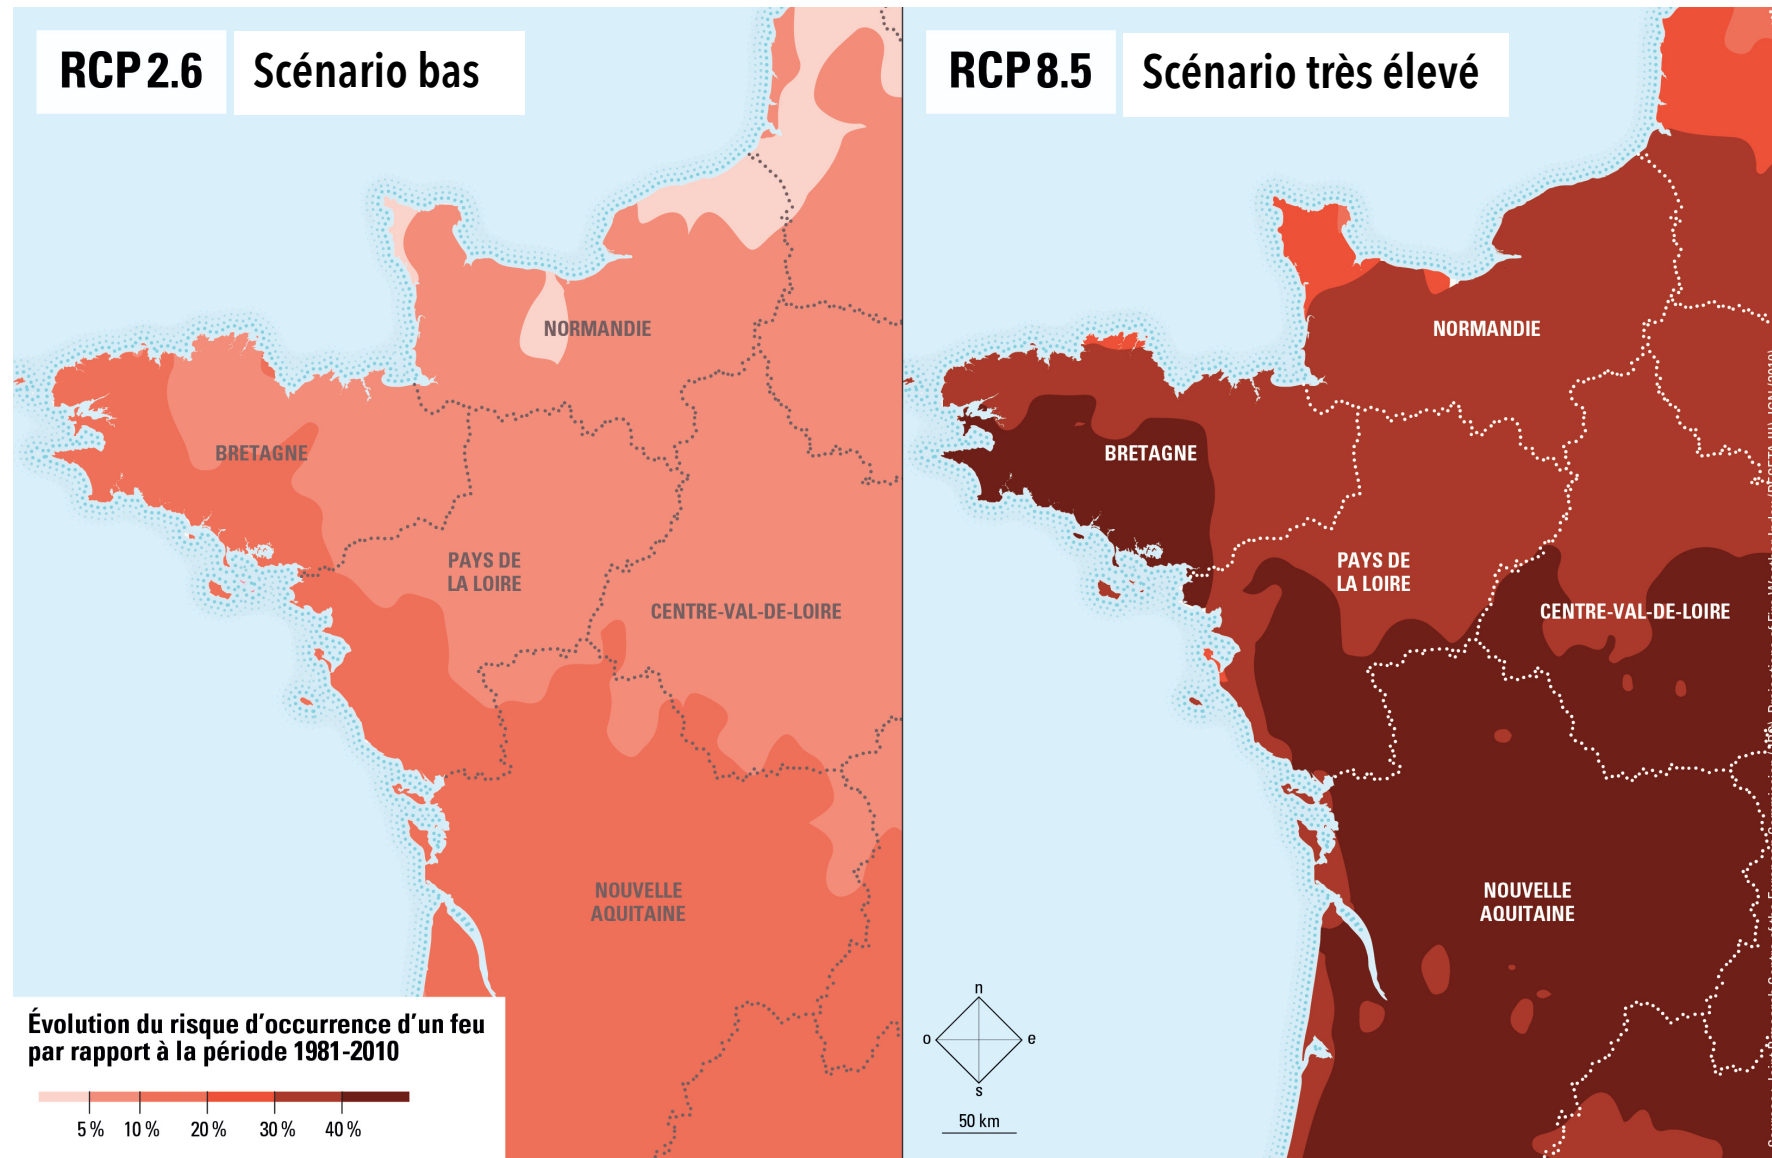 RCP 2.6
Scénario bas
RCP 8.5
Scénario très élevé
NORMANDIE
BRETAGNE
PAYS DE
LA LOIRE
CENTRE-VAL-DE-LOIRE
NOUVELLE
AQUITAINE
Évolution du risque d'occurrence d'un feu
par rapport à la période 1981-2010
5 % 10 % 20 % 30 % 40 %
NORMANDIE
BRETAGNE
PAYS DE
LA LOIRE
CENTRE-VAL-DE-LOIRE
NOUVELLE
AQUITAINE
n
o
e
s
50 km